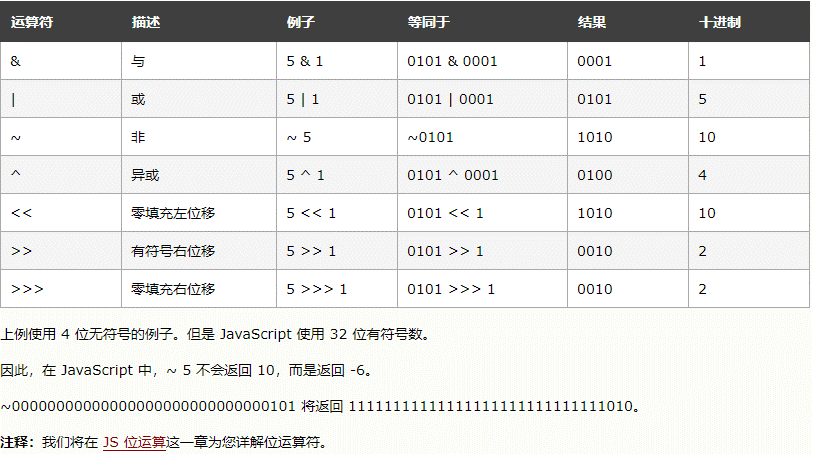 运算符 描述 例子 等同于 结果 十进制
& 与 5 & 1 0101 & 0001 0001 1
| 或 5 | 1 0101 | 0001 0101 5
~ 非 ~ 5 ~0101 1010 10
^ 异或 5 ^ 1 0101 ^ 0001 0100 4
<< 零填充左位移 5 << 1 0101 << 1 1010 10
>> 有符号右位移 5 >> 1 0101 >> 1 0010 2
>>> 零填充右位移 5 >>> 1 0101 >>> 1 0010 2
上例使用 4 位无符号的例子。但是 JavaScript 使用 32 位有符号数。
因此，在 JavaScript 中，~ 5 不会返回 10，而是返回 -6。
~00000000000000000000000000000101 将返回 11111111111111111111111111111010。
注释：我们将在 JS 位运算这一章为您详解位运算符。